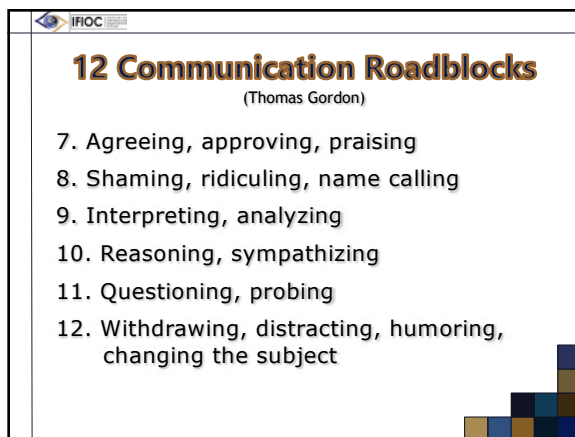 IFIOC
12 Communication Roadblocks
(Thomas Gordon)
7. Agreeing, approving, praising
8. Shaming, ridiculing, name calling
9. Interpreting, analyzing
10. Reasoning, sympathizing
11. Questioning, probing
12. Withdrawing, distracting, humoring,
changing the subject